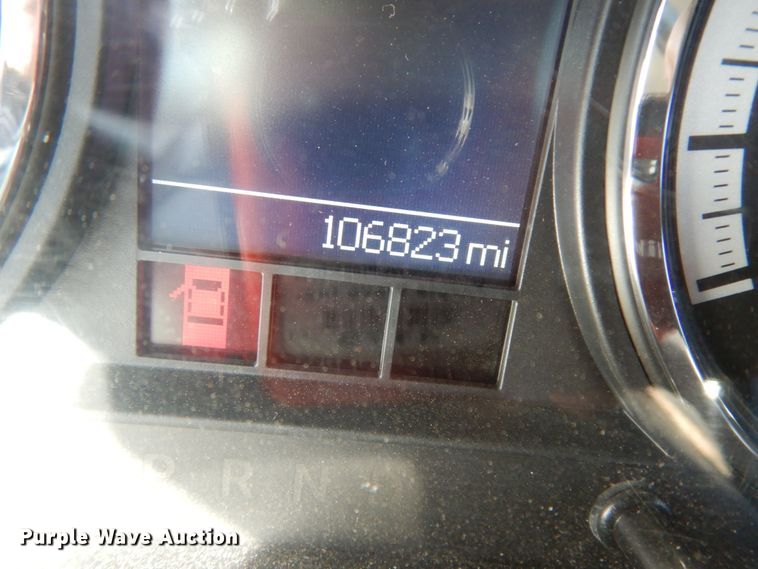 106823 mi
P R N
Purple Wave Auction